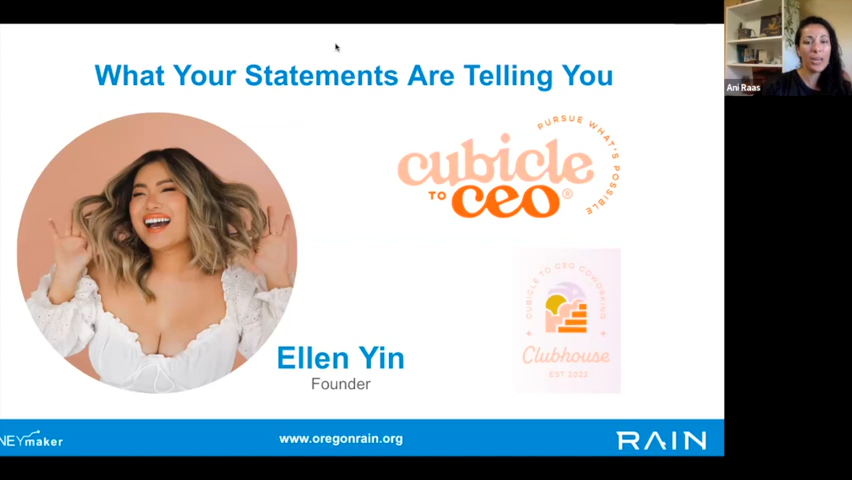 What Your Statements Are Telling You
Ani Raas
PURSUE WHAT'S POSSIBLE
cubicle
TO
ceo®
CUBICLE TO CEO COWORKING
Clubhouse
EST 2022
Ellen Yin
Founder
NEYmaker
www.oregonrain.org
RAIN